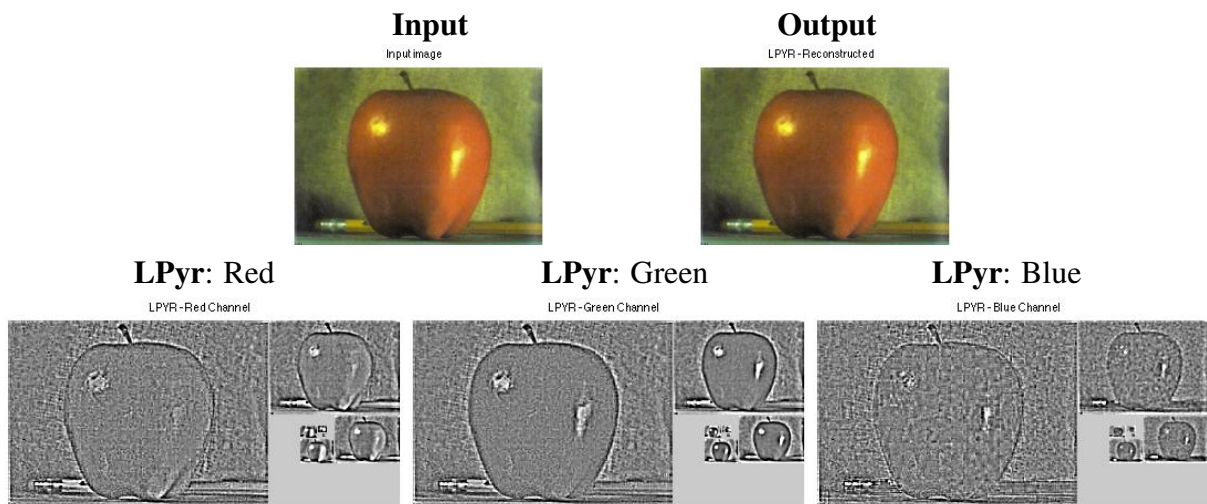 Input
Output
Input image
LPYR - Reconstructed
LPyr: Red
LPyr: Green
LPyr: Blue
LPYR - Red Channel
LPYR - Green Channel
LPYR - Blue Channel